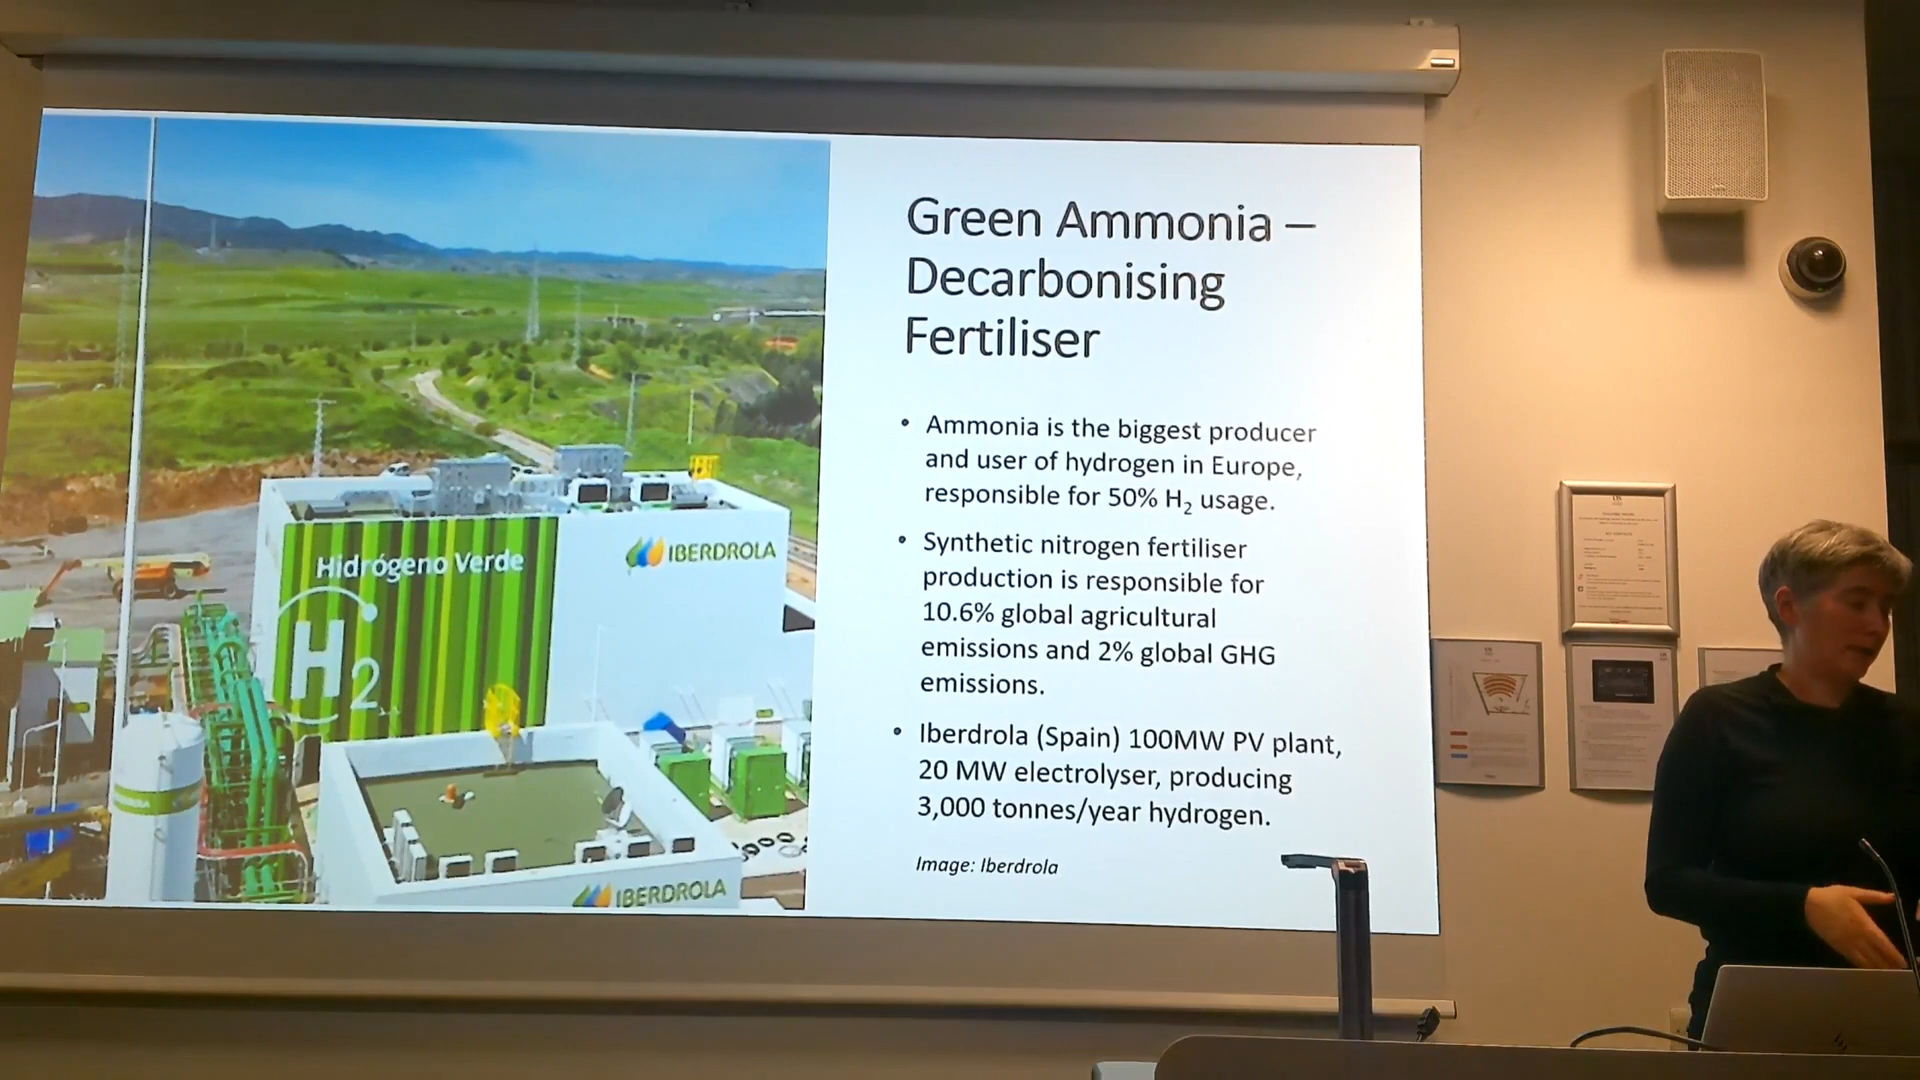 Green Ammonia –
Decarbonising
Fertiliser
• Ammonia is the biggest producer
and user of hydrogen in Europe,
responsible for 50% H₂ usage.
• Synthetic nitrogen fertiliser
production is responsible for
10.6% global agricultural
emissions and 2% global GHG
emissions.
• Iberdrola (Spain) 100MW PV plant,
20 MW electrolyser, producing
3,000 tonnes/year hydrogen.
Image: Iberdrola
Hidrógeno Verde
H₂
IBERDROLA
IBERDROLA